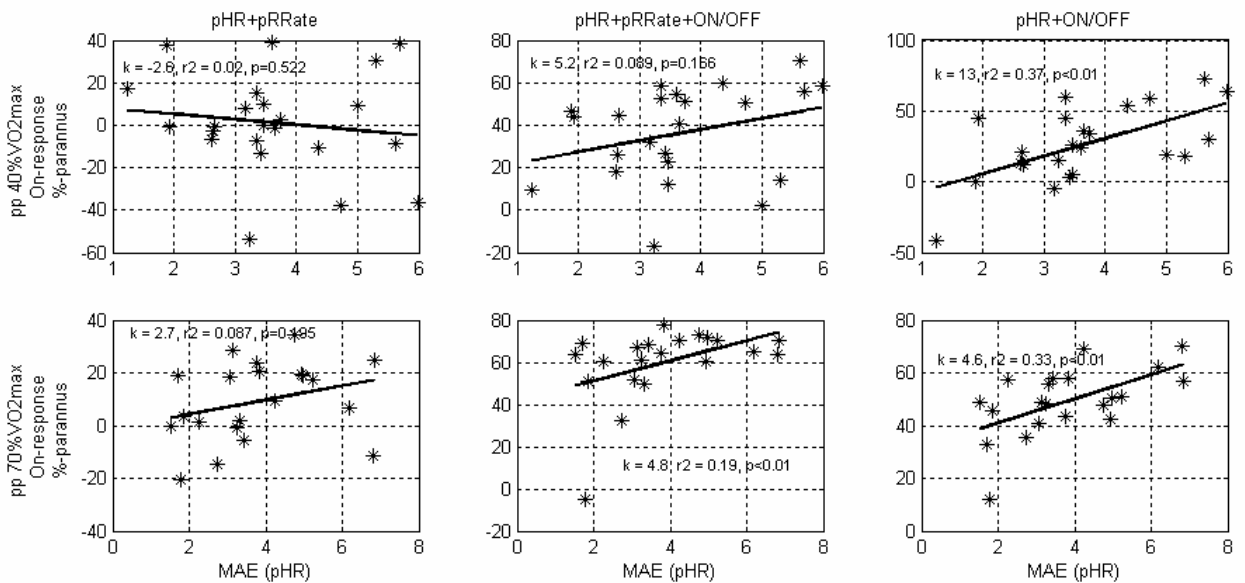 pHR+pRRate
pHR+pRRate+ON/OFF
pHR+ON/OFF
pp 40%VO2max
On-response
%-parannus
40
20
0
-20
-40
-60
k = -2.6, r2 = 0.02, p=0.522
1 2 3 4 5 6
80
60
40
20
0
-20
k = 5.2, r2 = 0.089, p=0.166
1 2 3 4 5 6
100
50
0
-50
k = 13, r2 = 0.37, p<0.01
1 2 3 4 5 6
pp 70%VO2max
On-response
%-parannus
40
20
0
-20
-40
k = 2.7, r2 = 0.087, p=0.195
0 2 4 6 8
MAE (pHR)
80
60
40
20
0
-20
k = 4.8, r2 = 0.19, p<0.01
0 2 4 6 8
MAE (pHR)
80
60
40
20
0
k = 4.6, r2 = 0.33, p<0.01
0 2 4 6 8
MAE (pHR)